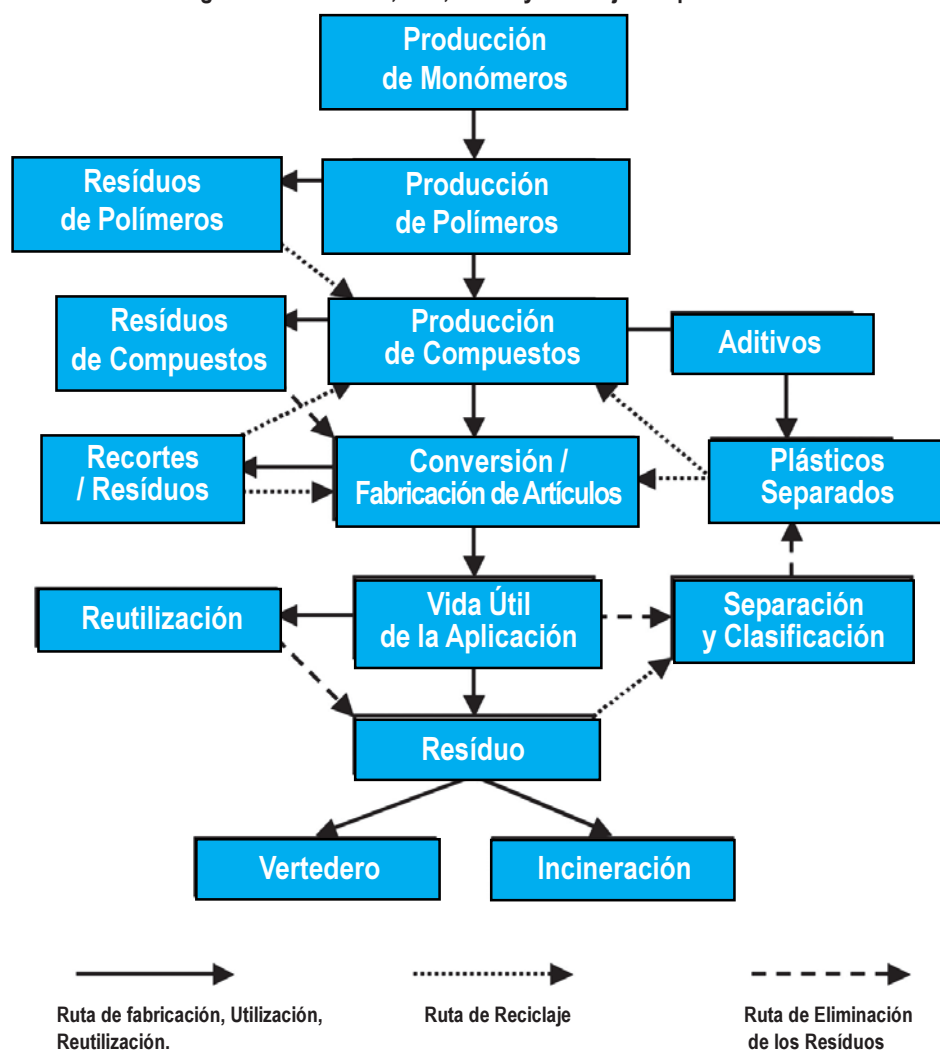 Producción
de Monómeros
Resíduos
de Polímeros
Producción
de Polímeros
Resíduos
de Compuestos
Producción
de Compuestos
Aditivos
Recortes
/ Resíduos
Conversión /
Fabricación de Artículos
Plásticos
Separados
Reutilización
Vida Útil
de la Aplicación
Separación
y Clasificación
Resíduo
Vertedero
Incineración
Ruta de fabricación, Utilización,
Reutilización.
Ruta de Reciclaje
Ruta de Eliminación
de los Resíduos